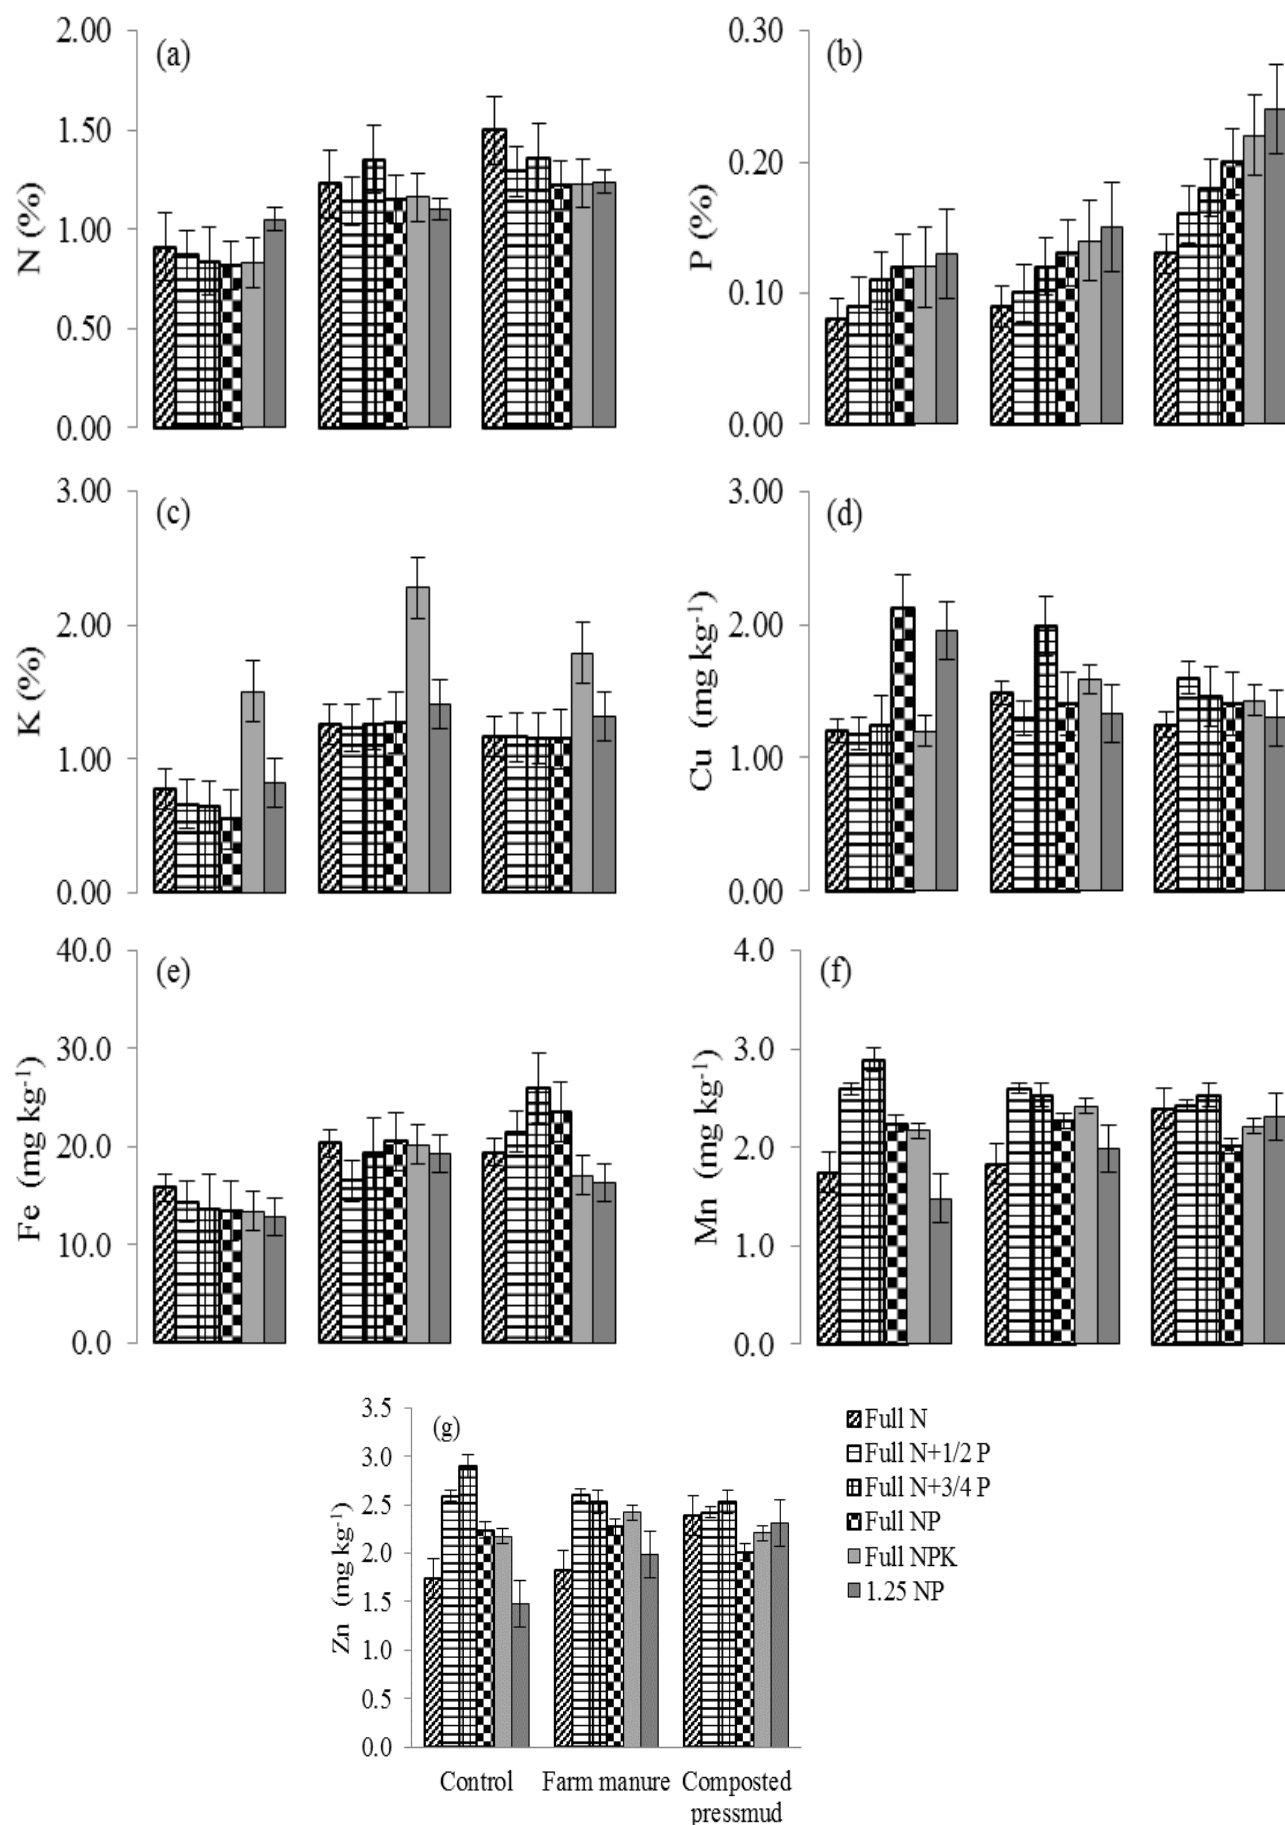 2.00
1.50
1.00
0.50
0.00
N (%)
(a)
0.30
0.20
0.10
0.00
P (%)
(b)
3.00
2.00
1.00
0.00
K (%)
(c)
3.00
2.00
1.00
0.00
Cu (mg kg⁻¹)
(d)
40.0
30.0
20.0
10.0
0.0
Fe (mg kg⁻¹)
(e)
4.0
3.0
2.0
1.0
0.0
Mn (mg kg⁻¹)
(f)
3.5
3.0
2.5
2.0
1.5
1.0
0.5
0.0
Zn (mg kg⁻¹)
(g)
Control
Farm manure
Composted
pressmud
Full N
Full N+1/2 P
Full N+3/4 P
Full NP
Full NPK
1.25 NP